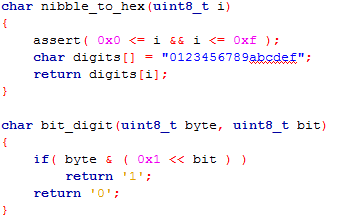 char nibble_to_hex(uint8_t i)
{
    assert( 0x0 <= i && i <= 0xf );
    char digits[] = "0123456789abcdef";
    return digits[i];
}

char bit_digit(uint8_t byte, uint8_t bit)
{
    if( byte & ( 0x1 << bit ) )
        return '1';
    return '0';
}